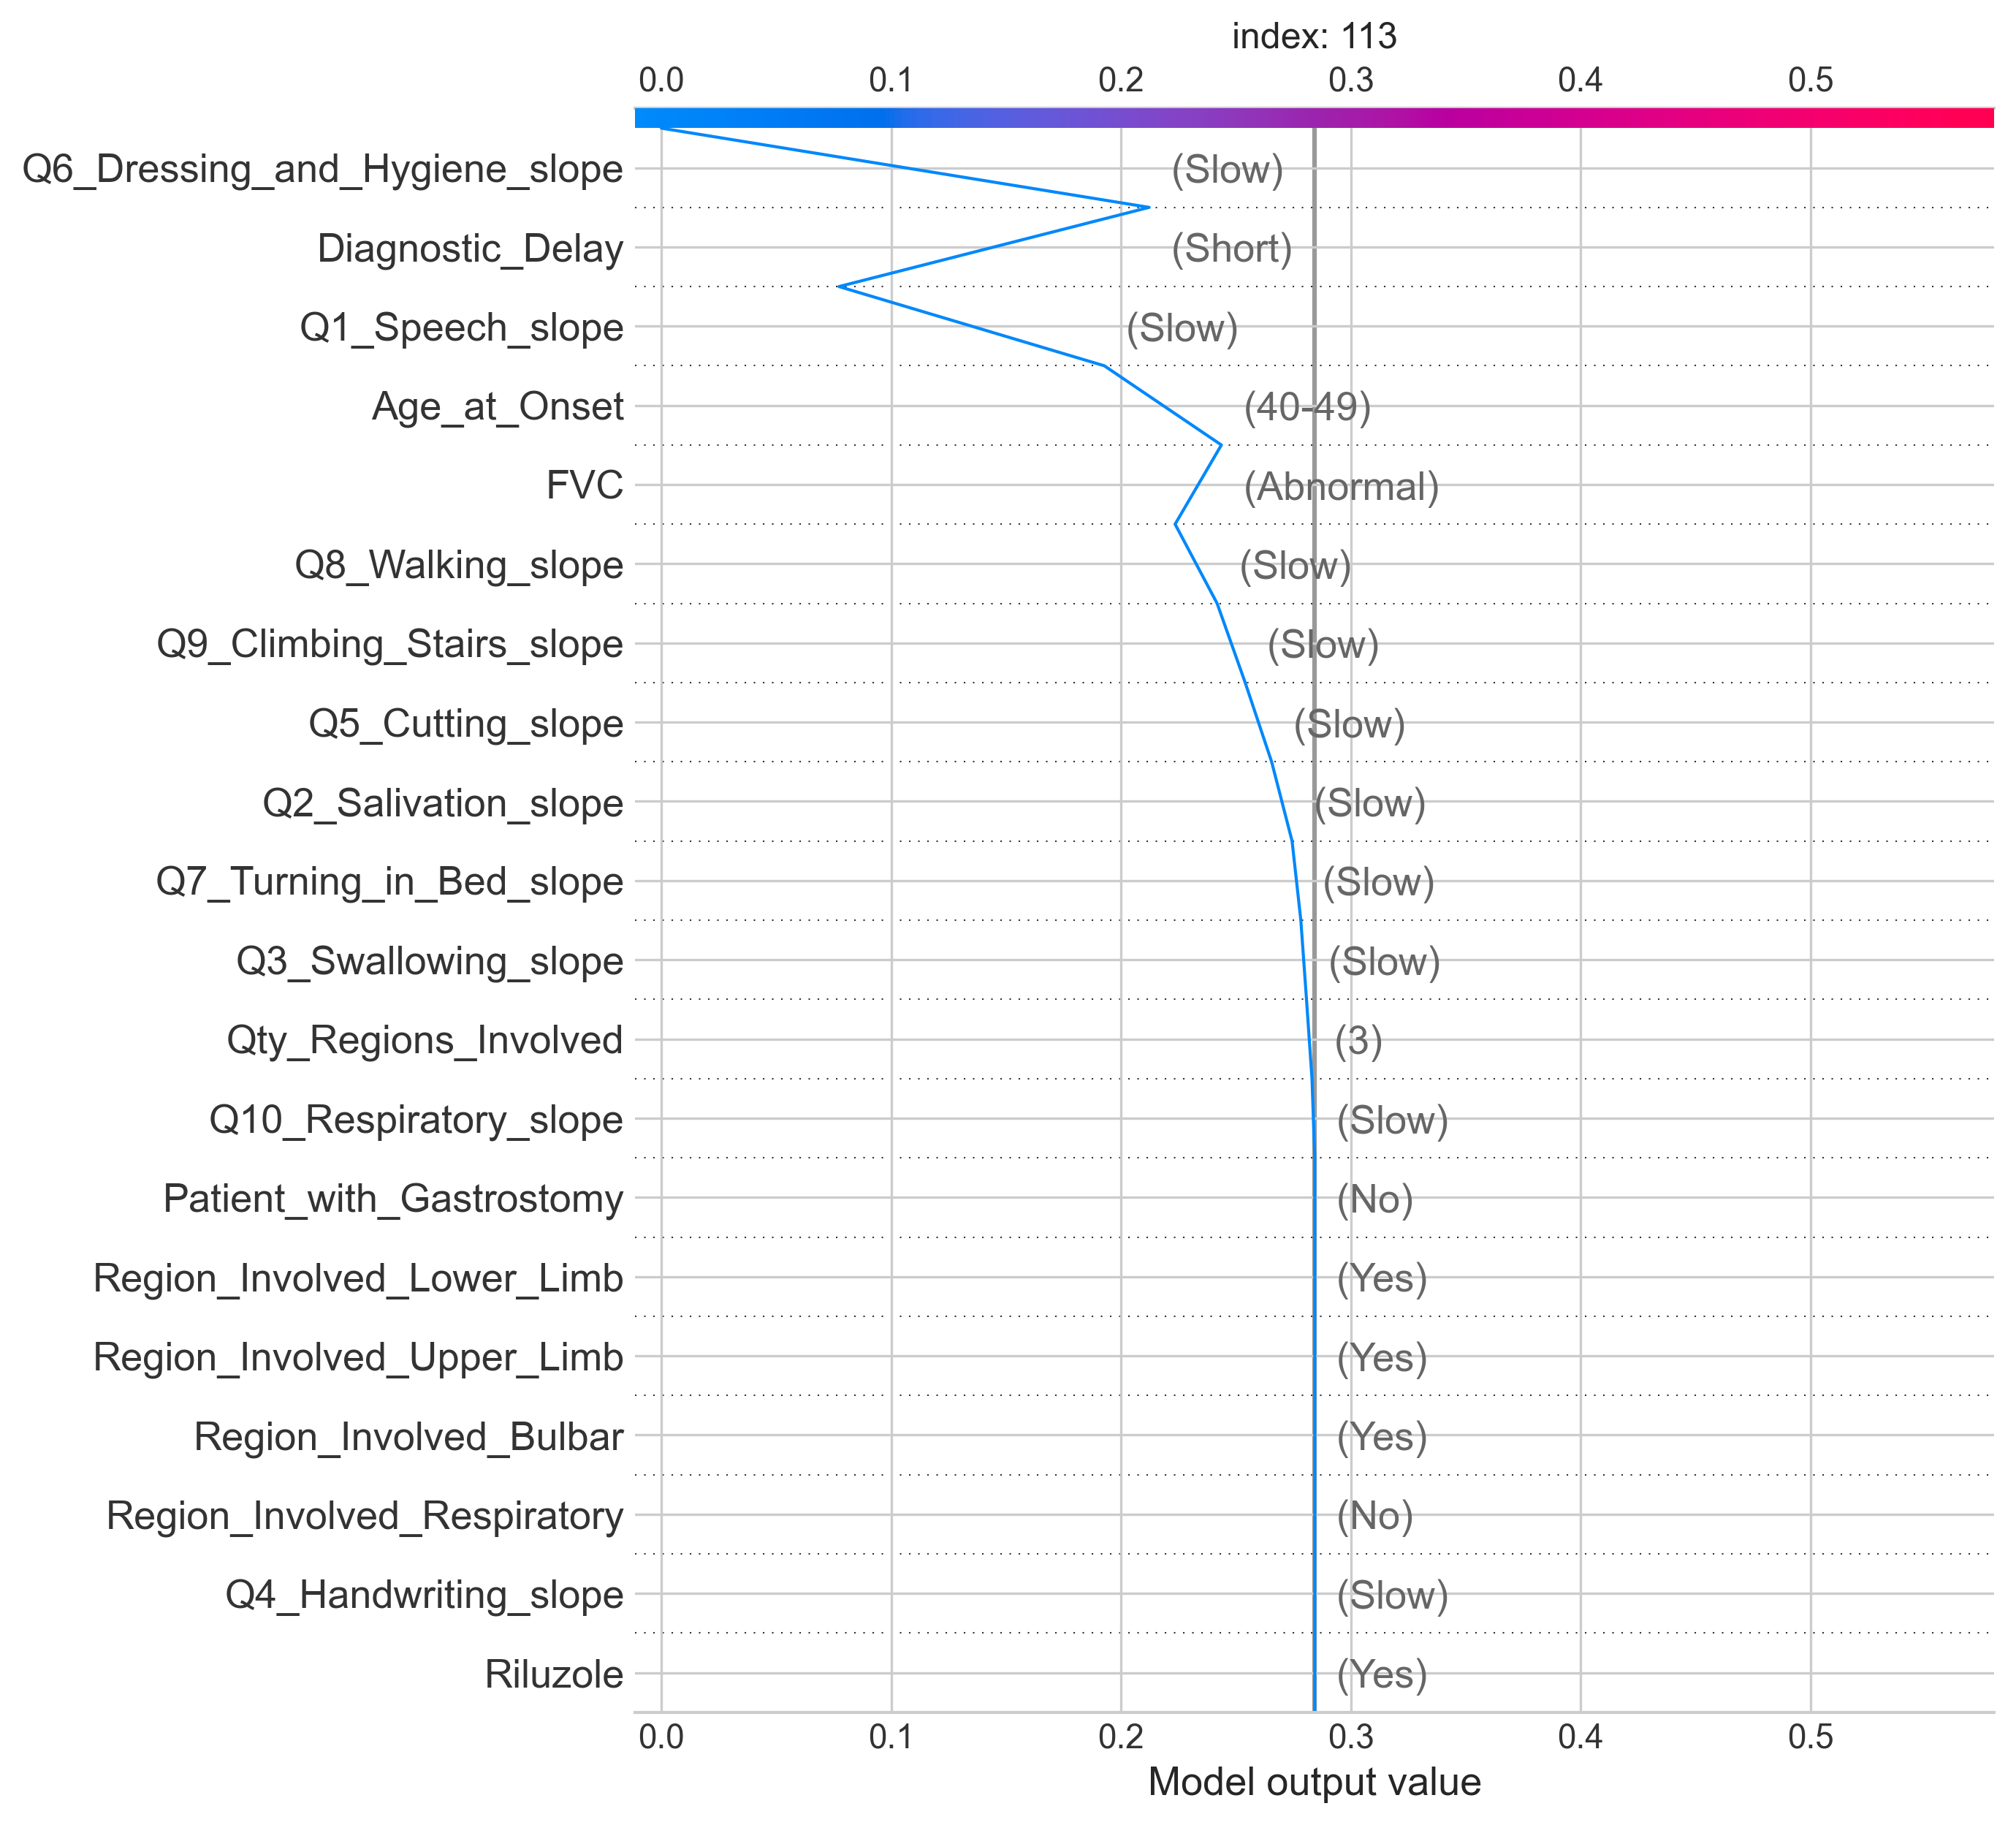 index: 113
0.0 0.1 0.2 0.3 0.4 0.5
Q6_Dressing_and_Hygiene_slope (Slow)
Diagnostic_Delay (Short)
Q1_Speech_slope (Slow)
Age_at_Onset (40-49)
FVC (Abnormal)
Q8_Walking_slope (Slow)
Q9_Climbing_Stairs_slope (Slow)
Q5_Cutting_slope (Slow)
Q2_Salivation_slope (Slow)
Q7_Turning_in_Bed_slope (Slow)
Q3_Swallowing_slope (Slow)
Qty_Regions_Involved (3)
Q10_Respiratory_slope (Slow)
Patient_with_Gastrostomy (No)
Region_Involved_Lower_Limb (Yes)
Region_Involved_Upper_Limb (Yes)
Region_Involved_Bulbar (Yes)
Region_Involved_Respiratory (No)
Q4_Handwriting_slope (Slow)
Riluzole (Yes)
0.0 0.1 0.2 0.3 0.4 0.5
Model output value